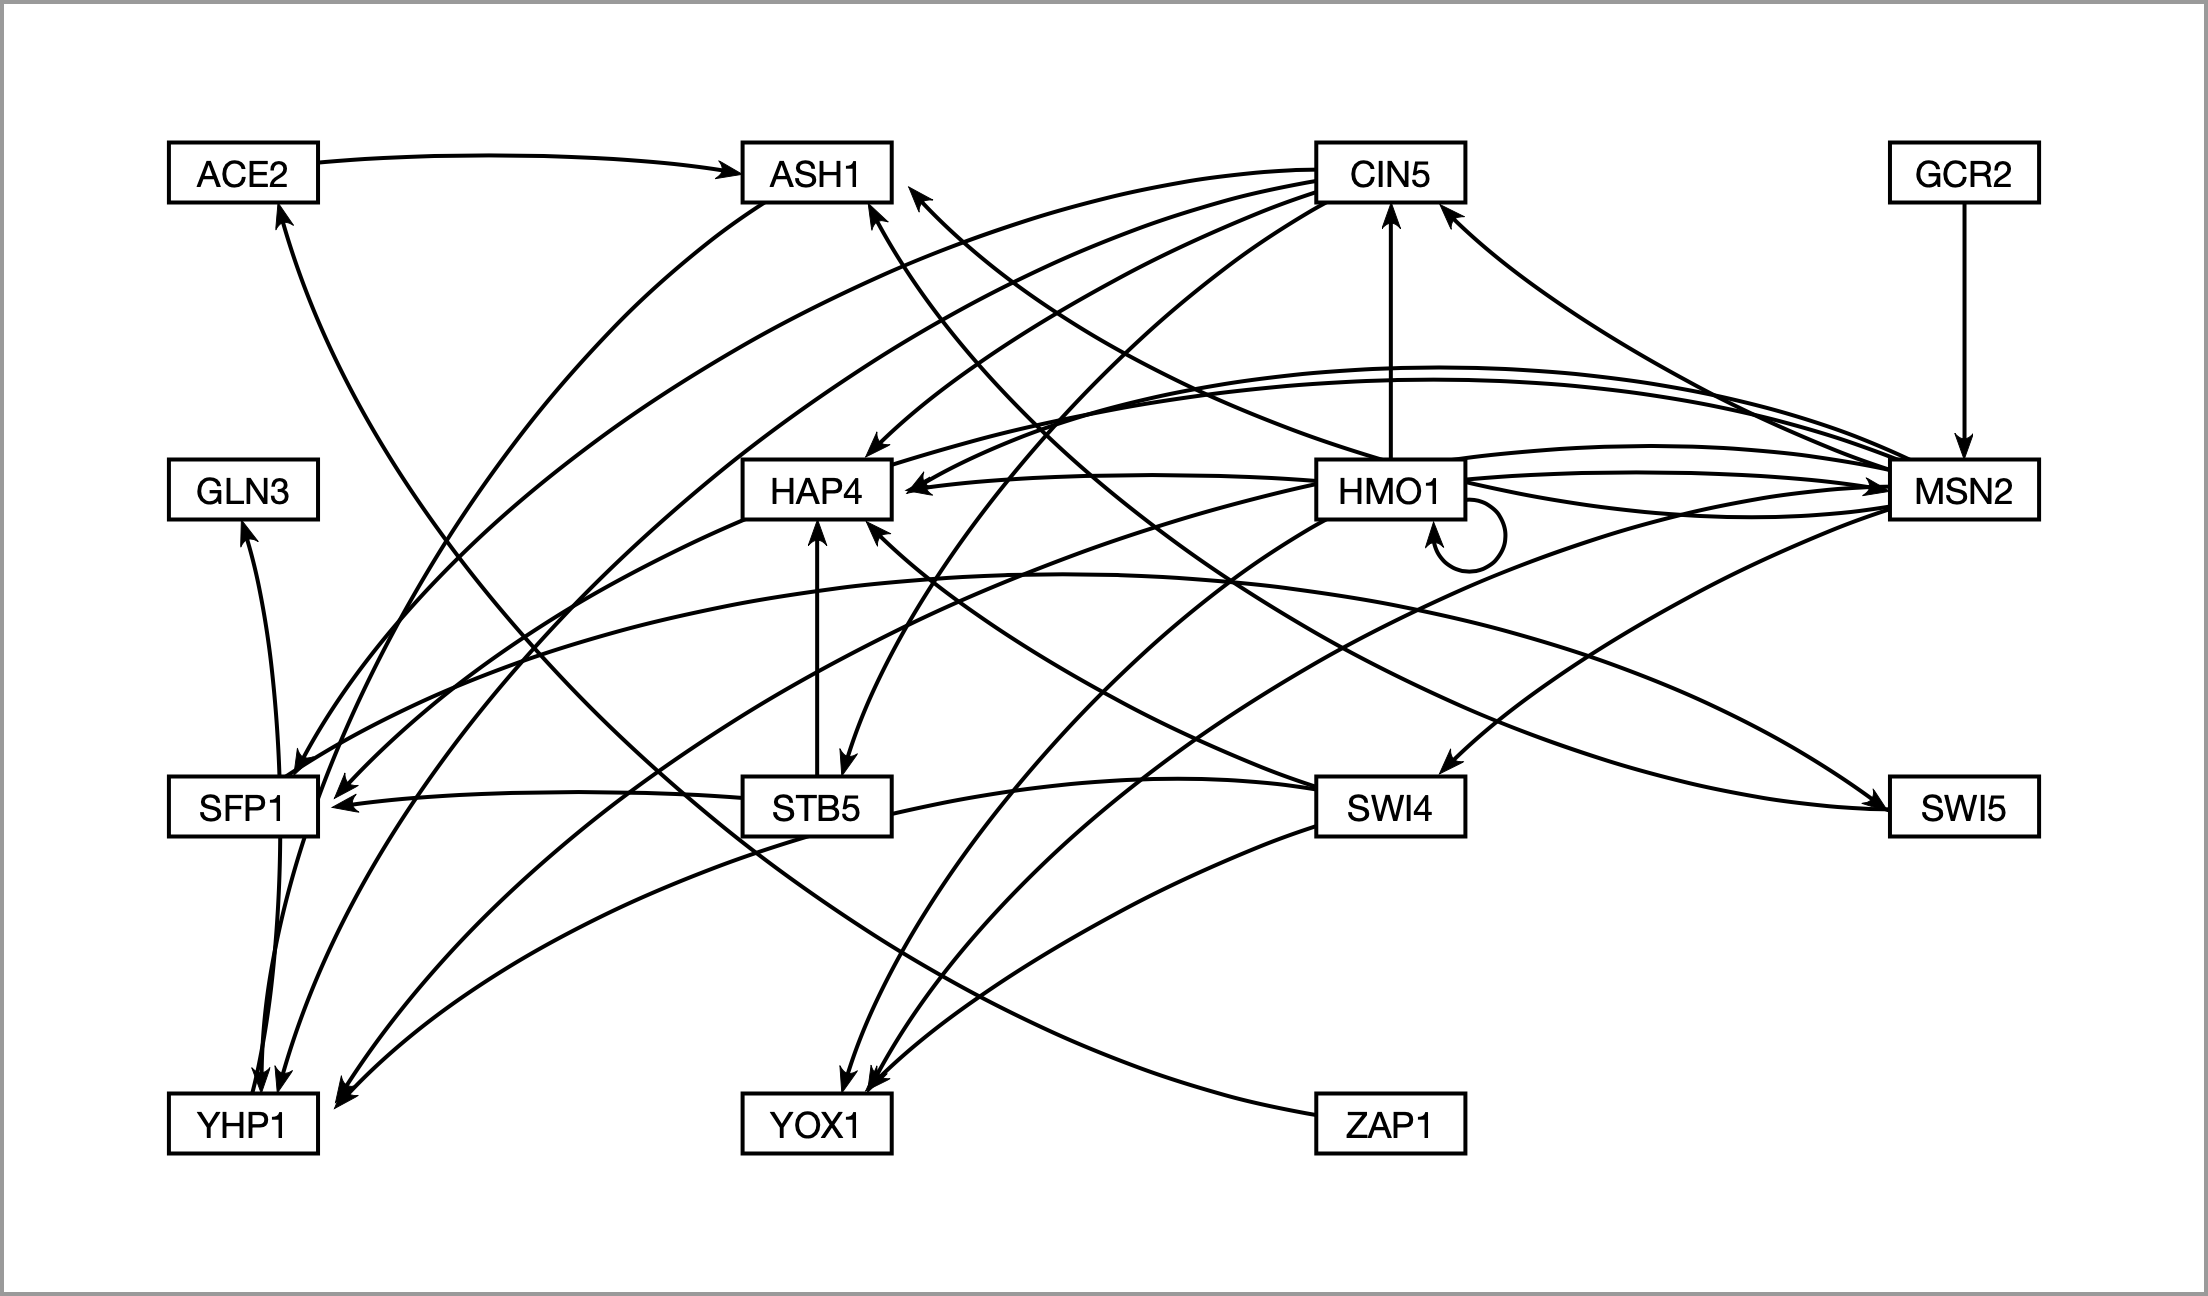 ACE2
ASH1
CIN5
GCR2
GLN3
HAP4
HMO1
MSN2
SFP1
STB5
SWI4
SWI5
YHP1
YOX1
ZAP1